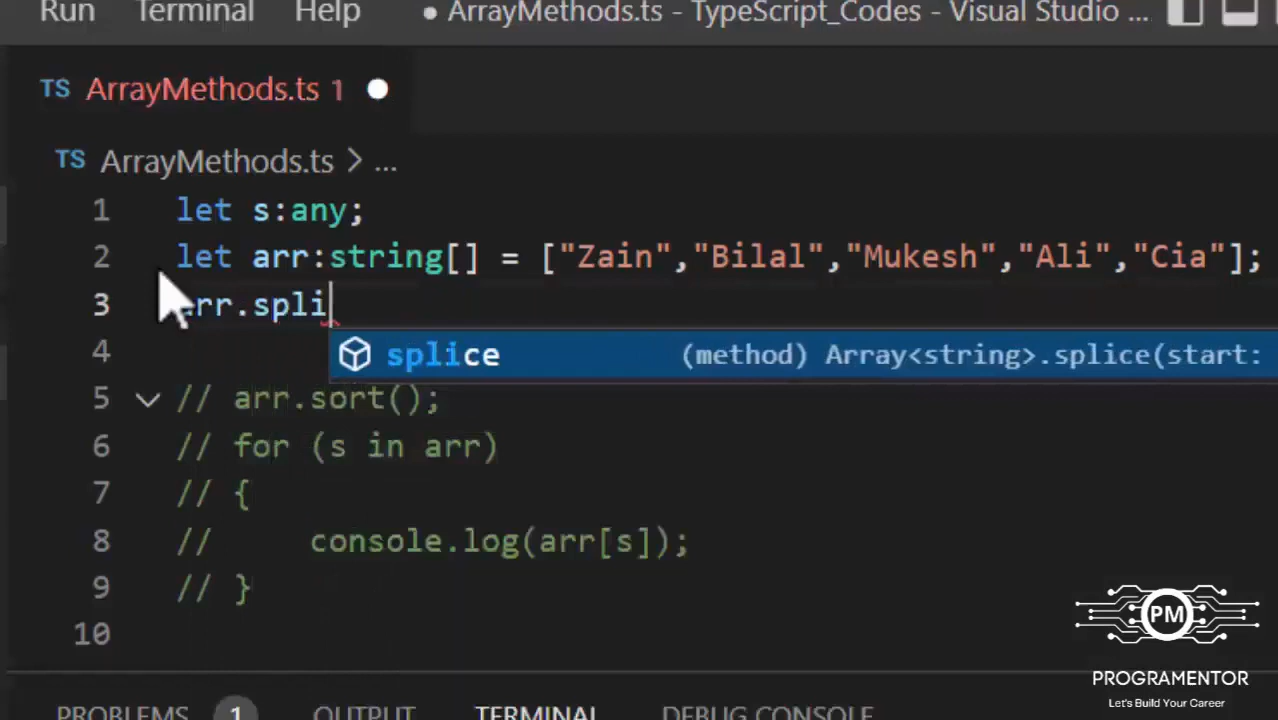 Run Terminal Help ● ArrayMethods.ts - TypeScript_Codes - Visual Studio ...
TS ArrayMethods.ts 1
TS ArrayMethods.ts > ...
1 let s:any;
2 let arr:string[] = ["Zain","Bilal","Mukesh","Ali","Cia"];
3 arr.spli
splice (method) Array<string>.splice(start:
4
5 // arr.sort();
6 // for (s in arr)
7 // {
8 //     console.log(arr[s]);
9 // }
10
PM
PROGRAMENTOR
Let's Build Your Career
PROBLEMS 1 OUTPUT TERMINAL DEBUG CONSOLE